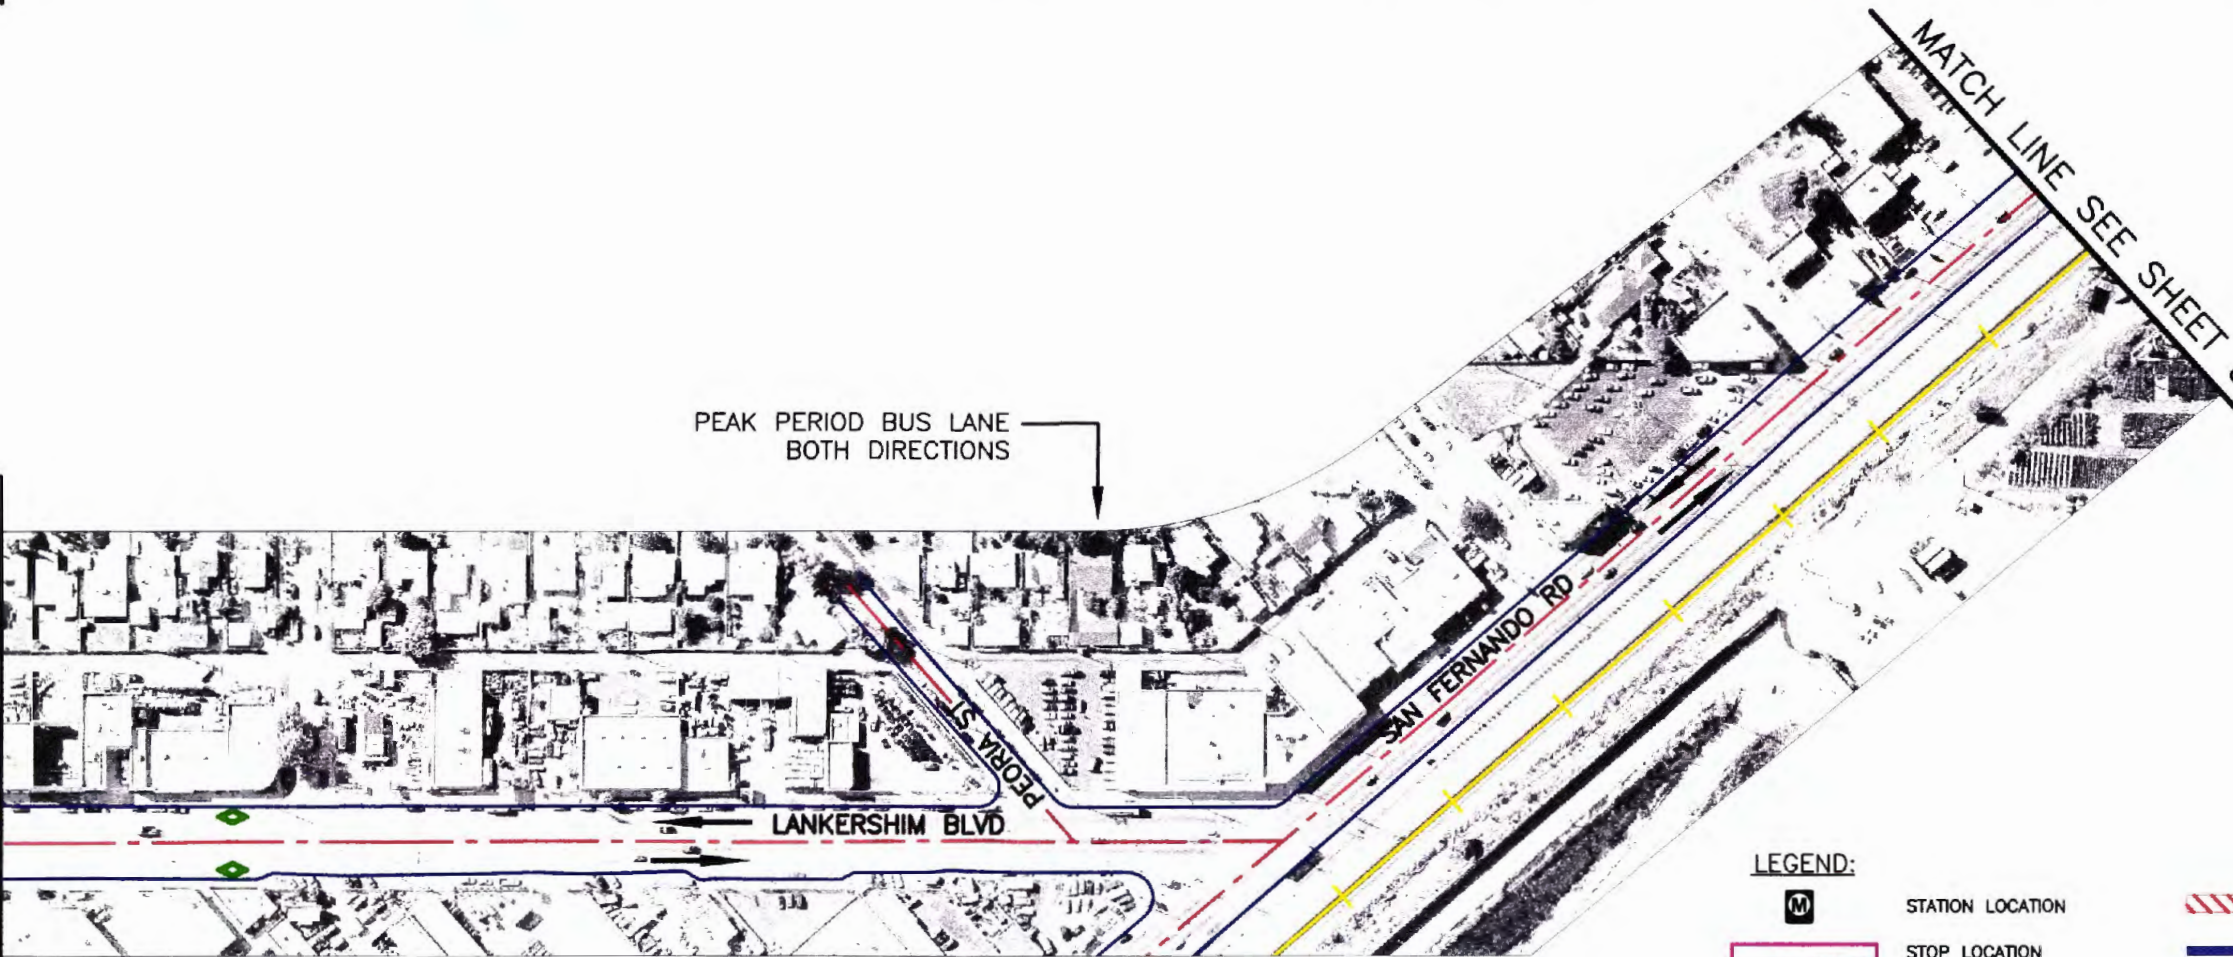 MATCH LINE SEE SHEET
PEAK PERIOD BUS LANE
BOTH DIRECTIONS
SAN FERNANDO RD
PEORIA ST
LANKERSHIM BLVD
LEGEND:
M
STATION LOCATION
STOP LOCATION